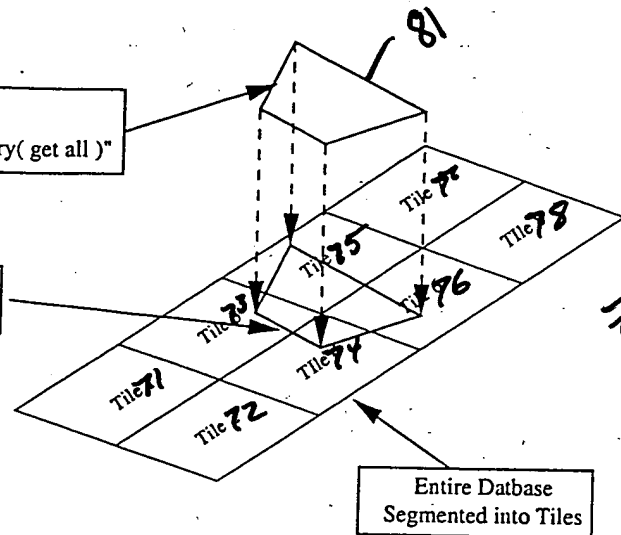 81
ry( get all )"
Tile 77
TIle 78
Tile 75
Tile 76
Tile 73
TIle 74
Tile 71
Tile 72
Entire Datbase
Segmented into Tiles